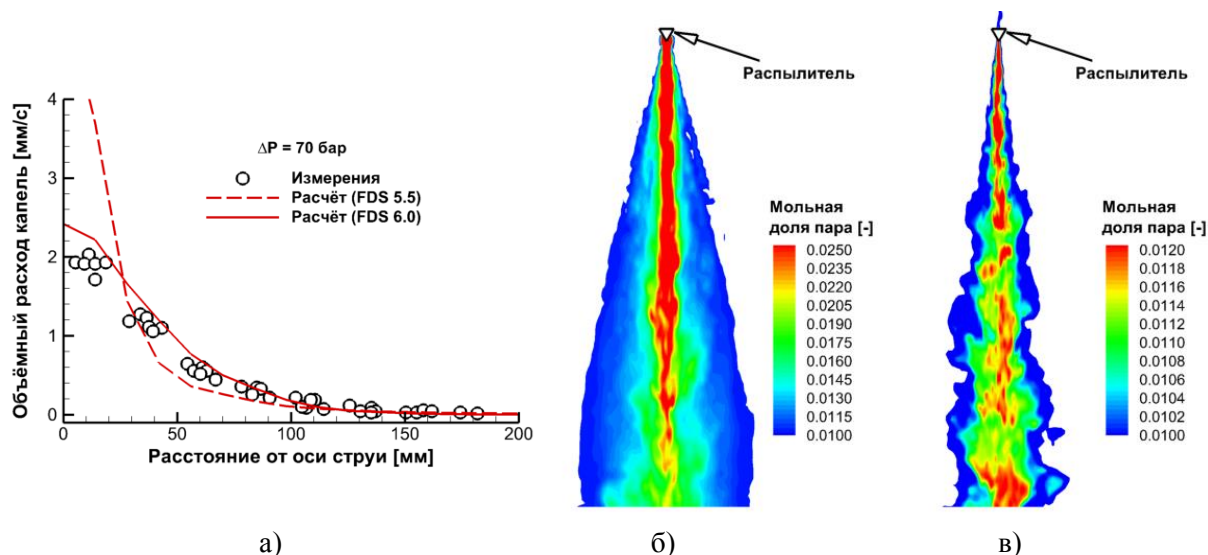 Объёмный расход капель [мм/с]
4
3
2
1
0
ΔP = 70 бар
Измерения
Расчёт (FDS 5.5)
Расчёт (FDS 6.0)
0
50
100
150
200
Расстояние от оси струи [мм]
а)
Распылитель
Мольная
доля пара [-]
0.0250
0.0235
0.0220
0.0205
0.0190
0.0175
0.0160
0.0145
0.0130
0.0115
0.0100
б)
Распылитель
Мольная
доля пара [-]
0.0120
0.0118
0.0116
0.0114
0.0112
0.0110
0.0108
0.0106
0.0104
0.0102
0.0100
в)